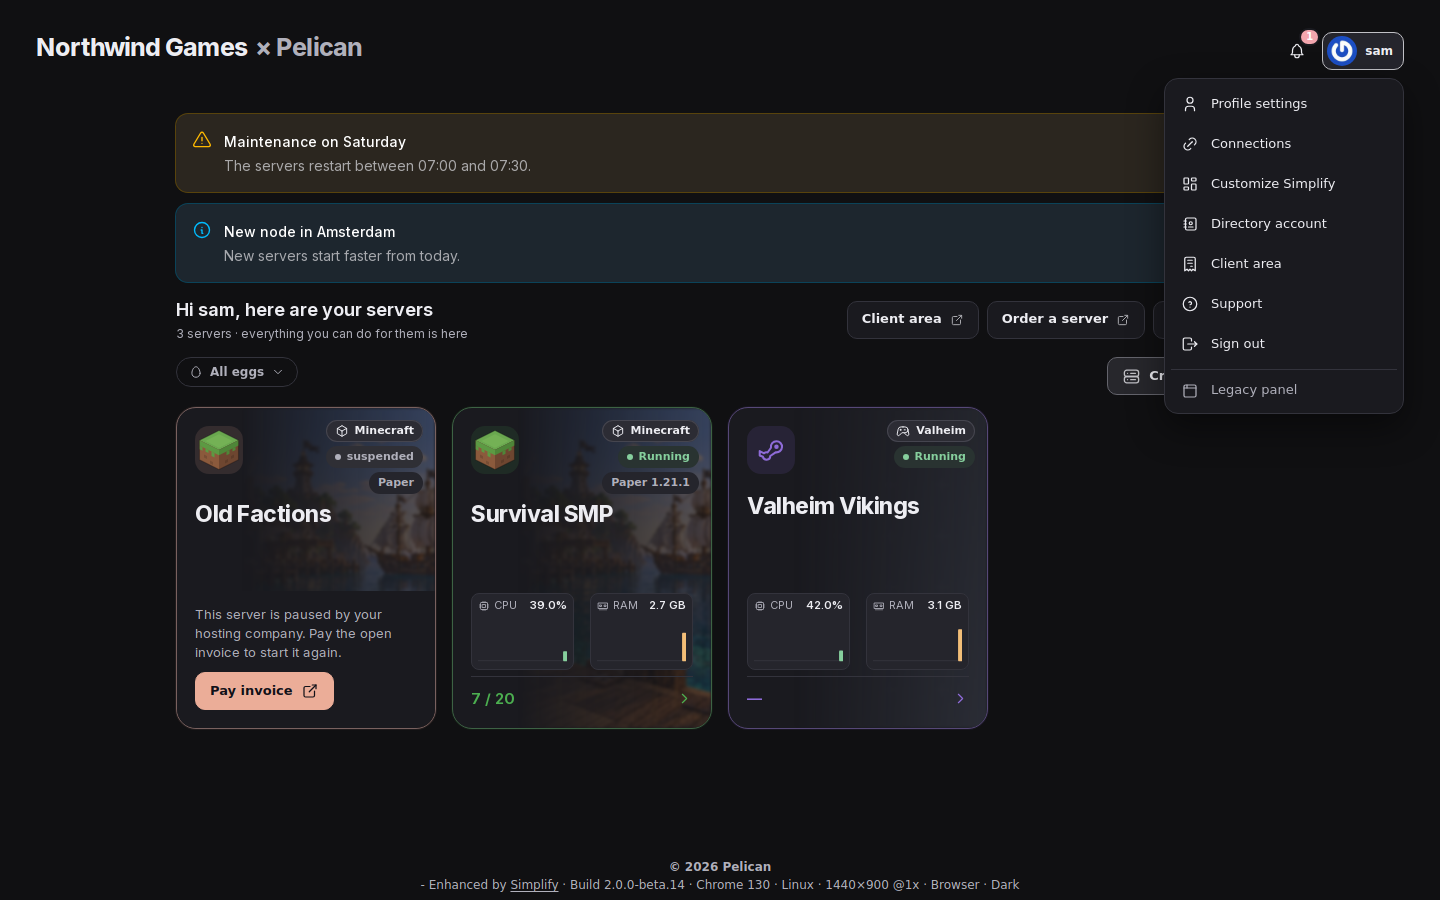 Northwind Games × Pelican
1
sam
Profile settings
Connections
Customize Simplify
Directory account
Client area
Support
Sign out
Legacy panel
Maintenance on Saturday
The servers restart between 07:00 and 07:30.
New node in Amsterdam
New servers start faster from today.
Hi sam, here are your servers
3 servers · everything you can do for them is here
Client area
Order a server
All eggs
Minecraft
suspended
Paper
Old Factions
This server is paused by your
hosting company. Pay the open
invoice to start it again.
Pay invoice
Minecraft
Running
Paper 1.21.1
Survival SMP
CPU 39.0%
RAM 2.7 GB
7 / 20
Valheim
Running
Valheim Vikings
CPU 42.0%
RAM 3.1 GB
—
© 2026 Pelican
- Enhanced by Simplify · Build 2.0.0-beta.14 · Chrome 130 · Linux · 1440×900 @1x · Browser · Dark